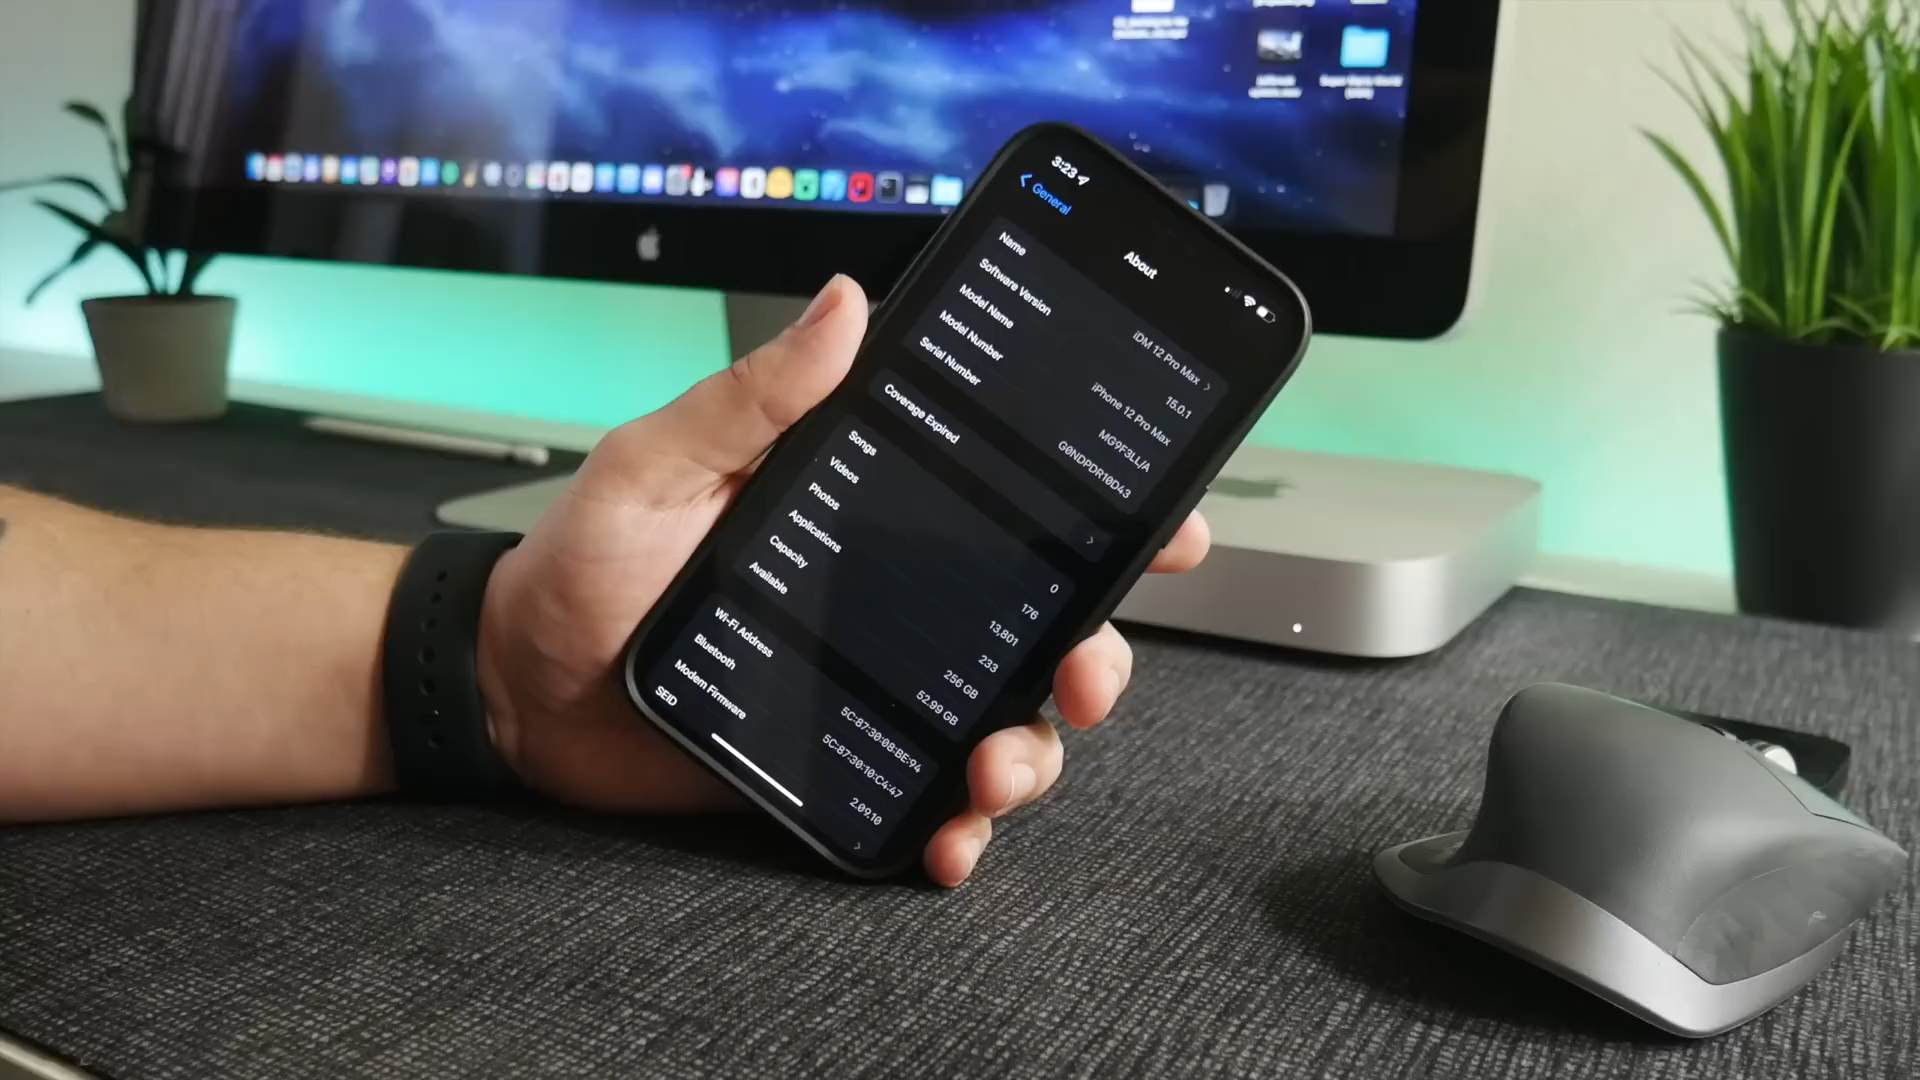 3:23
General
About
Name iDM 12 Pro Max
Software Version 15.0.1
Model Name iPhone 12 Pro Max
Model Number MG9F3LL/A
Serial Number G0NDPDR10D43
Coverage Expired
Songs 0
Videos 176
Photos 13,801
Applications 233
Capacity 256 GB
Available 52.99 GB
Wi-Fi Address 5C:87:30:08:BE:94
Bluetooth 5C:87:30:10:C4:47
Modem Firmware 2.09.10
SEID